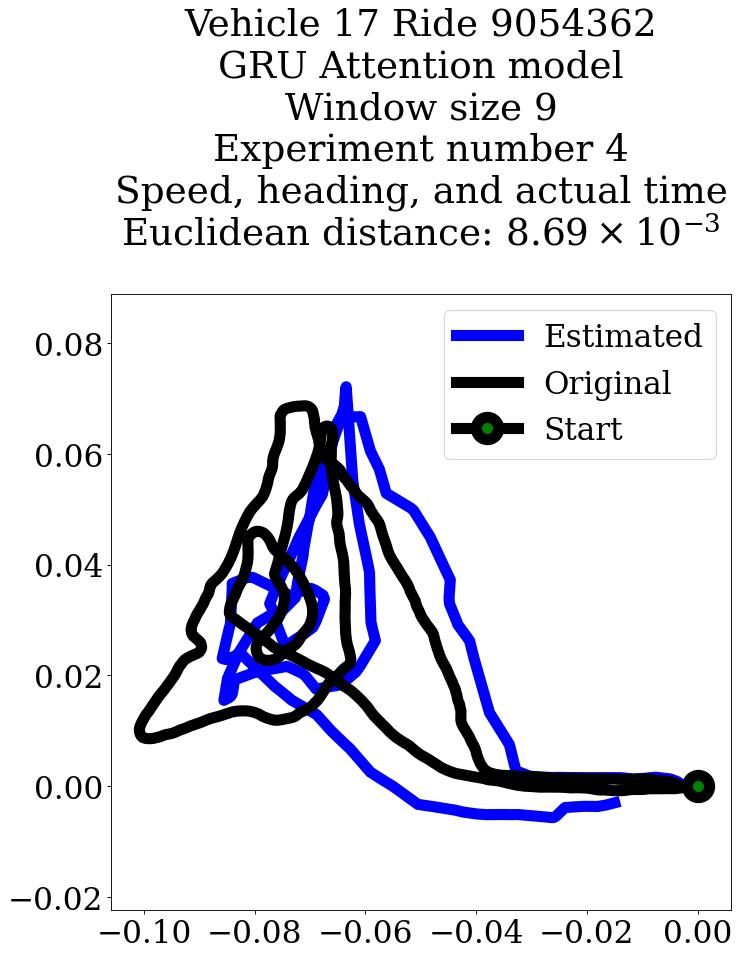 Vehicle 17 Ride 9054362
GRU Attention model
Window size 9
Experiment number 4
Speed, heading, and actual time
Euclidean distance: 8.69 × 10⁻³
Estimated
Original
Start
0.08
0.06
0.04
0.02
0.00
−0.02
−0.10 −0.08 −0.06 −0.04 −0.02 0.00